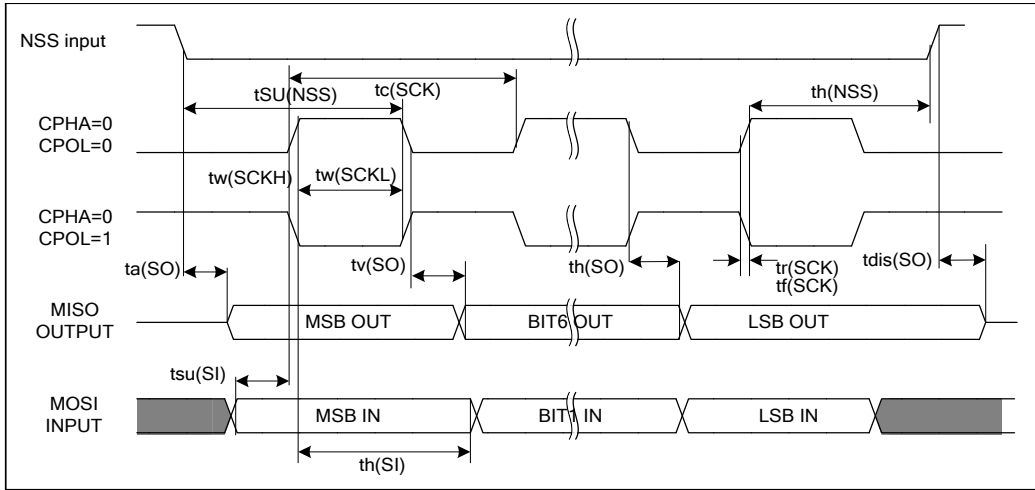 NSS input
tc(SCK)
tSU(NSS)
th(NSS)
CPHA=0
CPOL=0
tw(SCKH)
tw(SCKL)
CPHA=0
CPOL=1
ta(SO)
tv(SO)
th(SO)
tr(SCK)
tf(SCK)
tdis(SO)
MISO
OUTPUT
MSB OUT
BIT6 OUT
LSB OUT
tsu(SI)
MOSI
INPUT
MSB IN
BIT1 IN
LSB IN
th(SI)